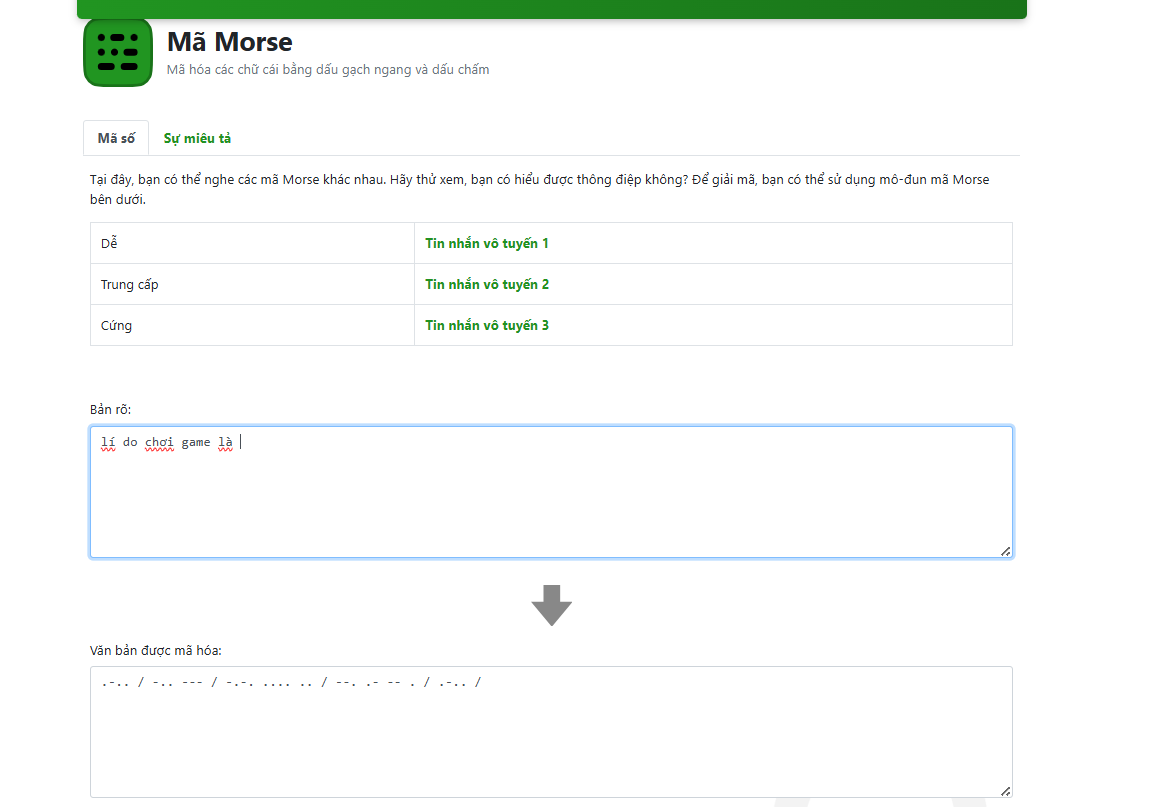 Mã Morse
Mã hóa các chữ cái bằng dấu gạch ngang và dấu chấm
Mã số
Sự miêu tả
Tại đây, bạn có thể nghe các mã Morse khác nhau. Hãy thử xem, bạn có hiểu được thông điệp không? Để giải mã, bạn có thể sử dụng mô-đun mã Morse
bên dưới.
Dễ
Tin nhắn vô tuyến 1
Trung cấp
Tin nhắn vô tuyến 2
Cứng
Tin nhắn vô tuyến 3
Bản rõ:
lí do chơi game là
Văn bản được mã hóa:
.-.. / -.. --- / -.-. .... .. / --. .- -- . / .-.. /